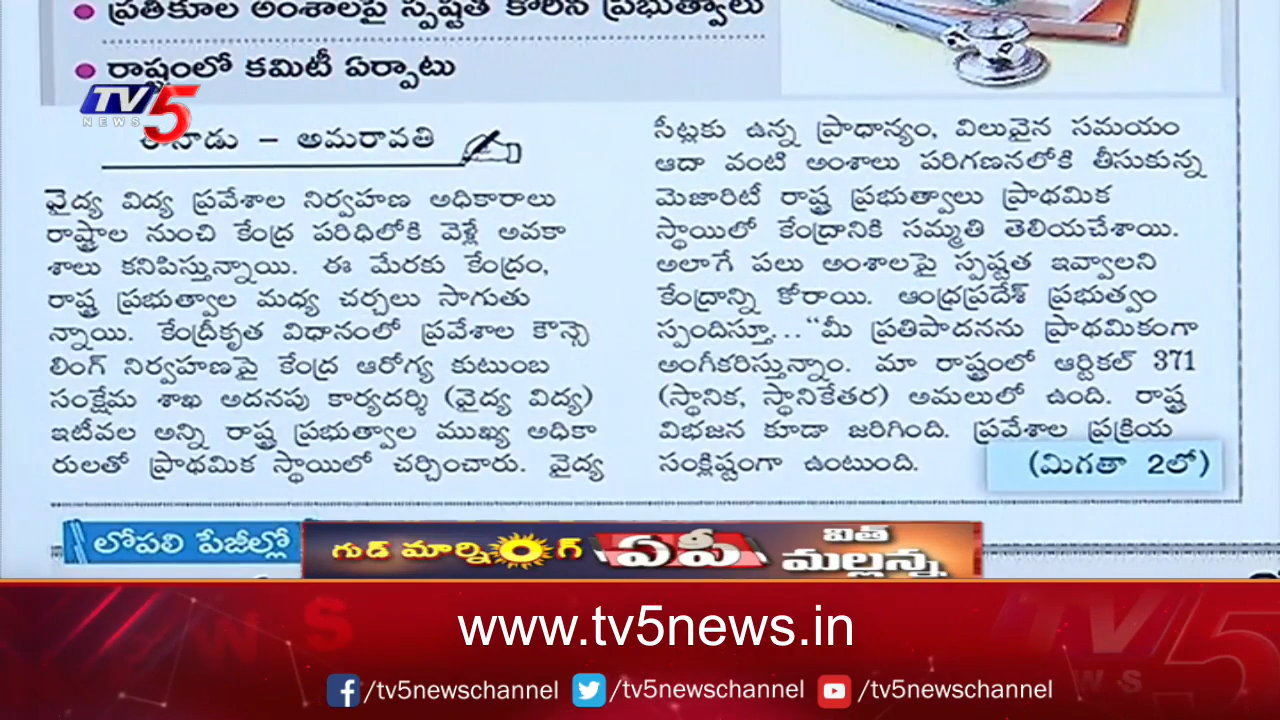 ప్రతికూల అంశాలపై స్పష్టత కోరిన ప్రభుత్వాలు
రాష్ట్రంలో కమిటీ ఏర్పాటు
TV5
NEWS
ఈనాడు - అమరావతి
వైద్య విద్య ప్రవేశాల నిర్వహణ అధికారాలు
రాష్ట్రాల నుంచి కేంద్ర పరిధిలోకి వెళ్లే అవకా
శాలు కనిపిస్తున్నాయి. ఈ మేరకు కేంద్రం,
రాష్ట్ర ప్రభుత్వాల మధ్య చర్చలు సాగుతు
న్నాయి. కేంద్రీకృత విధానంలో ప్రవేశాల కౌన్సె
లింగ్ నిర్వహణపై కేంద్ర ఆరోగ్య కుటుంబ
సంక్షేమ శాఖ అదనపు కార్యదర్శి (వైద్య విద్య)
ఇటీవల అన్ని రాష్ట్ర ప్రభుత్వాల ముఖ్య అధికా
రులతో ప్రాథమిక స్థాయిలో చర్చించారు. వైద్య
సీట్లకు ఉన్న ప్రాధాన్యం, విలువైన సమయం
ఆదా వంటి అంశాలు పరిగణనలోకి తీసుకున్న
మెజారిటీ రాష్ట్ర ప్రభుత్వాలు ప్రాథమిక
స్థాయిలో కేంద్రానికి సమ్మతి తెలియచేశాయి.
అలాగే పలు అంశాలపై స్పష్టత ఇవ్వాలని
కేంద్రాన్ని కోరాయి. ఆంధ్రప్రదేశ్ ప్రభుత్వం
స్పందిస్తూ...“మీ ప్రతిపాదనను ప్రాథమికంగా
అంగీకరిస్తున్నాం. మా రాష్ట్రంలో ఆర్టికల్ 371
(స్థానిక, స్థానికేతర) అమలులో ఉంది. రాష్ట్ర
విభజన కూడా జరిగింది. ప్రవేశాల ప్రక్రియ
సంక్లిష్టంగా ఉంటుంది. (మిగతా 2లో)
లోపలి పేజీల్లో
గుడ్ మార్నింగ్ ఏపీ విత్ మల్లన్న
www.tv5news.in
/tv5newschannel /tv5newschannel /tv5newschannel